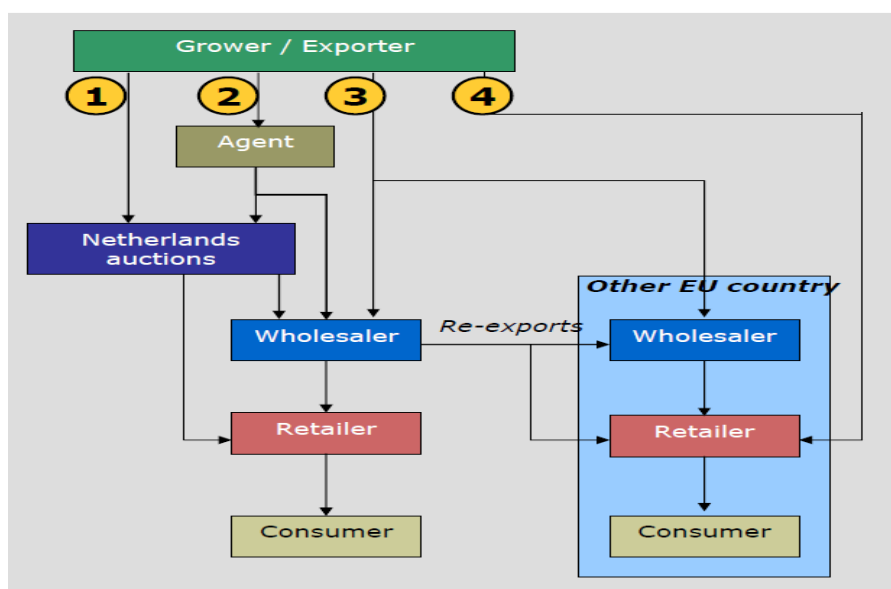 Grower / Exporter
1
2
3
4
Agent
Netherlands
auctions
Other EU country
Wholesaler
Re-exports
Wholesaler
Retailer
Retailer
Consumer
Consumer